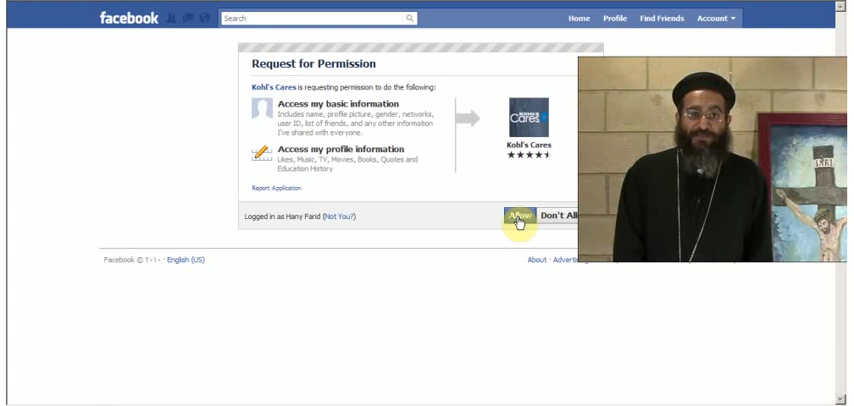 facebook
Search
Home Profile Find Friends Account
Request for Permission
Kohl's Cares is requesting permission to do the following:
Access my basic information
Includes name, profile picture, gender, networks,
user ID, list of friends, and any other information
I've shared with everyone.
KOHL'S
Cares
Kohl's Cares
Access my profile information
Likes, Music, TV, Movies, Books, Quotes and
Education History
Report Application
Logged in as Hany Farid (Not You?)
Allow Don't All
Facebook © ٢٠١٠ · English (US)
About · Advertis
INRI